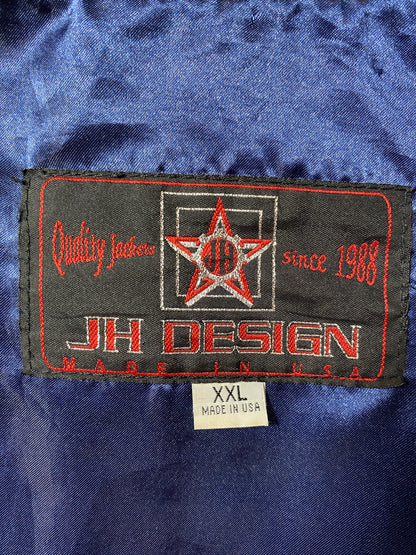 Quality Jackets since 1988
JH
JH DESIGN
MADE IN USA
XXL
MADE IN USA